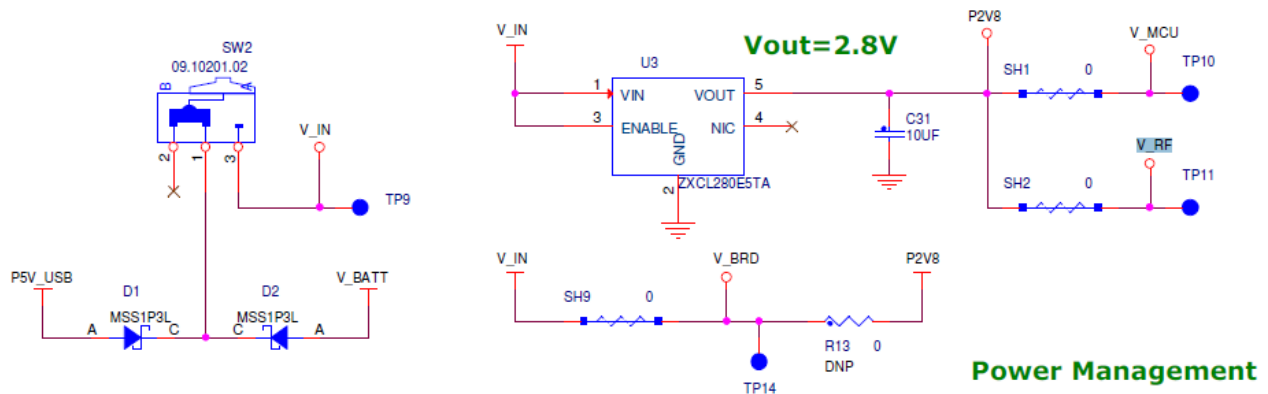 SW2
09.10201.02
B
A
2
1
3
V_IN
TP9
P5V_USB
V_BATT
D1
D2
MSS1P3L
MSS1P3L
A
C
C
A
V_IN
Vout=2.8V
U3
1
VIN
VOUT
5
3
ENABLE
NIC
4
GND
2
ZXCL280E5TA
C31
10UF
P2V8
V_MCU
SH1
0
TP10
V_RF
SH2
0
TP11
V_IN
V_BRD
P2V8
SH9
0
R13
0
DNP
TP14
Power Management